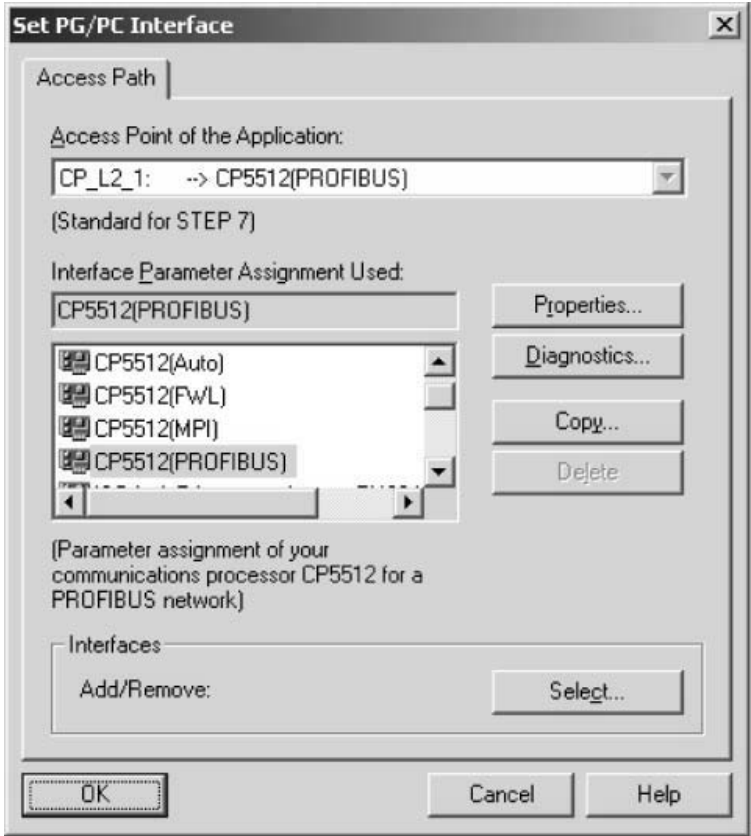 Set PG/PC Interface
Access Path
Access Point of the Application:
CP_L2_1: --> CP5512(PROFIBUS)
(Standard for STEP 7)
Interface Parameter Assignment Used:
CP5512(PROFIBUS)
Properties...
CP5512(Auto)
Diagnostics...
CP5512(FWL)
CP5512(MPI)
Copy...
CP5512(PROFIBUS)
Delete
(Parameter assignment of your
communications processor CP5512 for a
PROFIBUS network)
Interfaces
Add/Remove:
Select...
OK
Cancel
Help